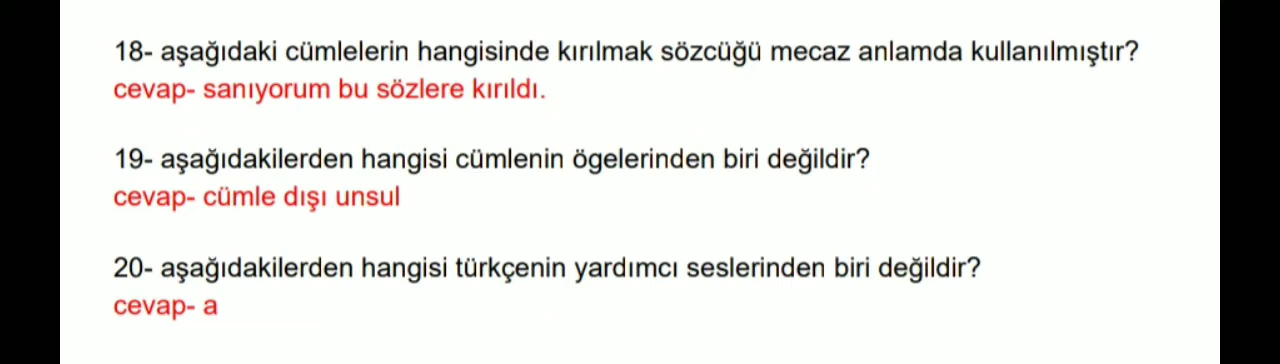 18- aşağıdaki cümlelerin hangisinde kırılmak sözcüğü mecaz anlamda kullanılmıştır?
cevap- sanıyorum bu sözlere kırıldı.
19- aşağıdakilerden hangisi cümlenin ögelerinden biri değildir?
cevap- cümle dışı unsul
20- aşağıdakilerden hangisi türkçenin yardımcı seslerinden biri değildir?
cevap- a